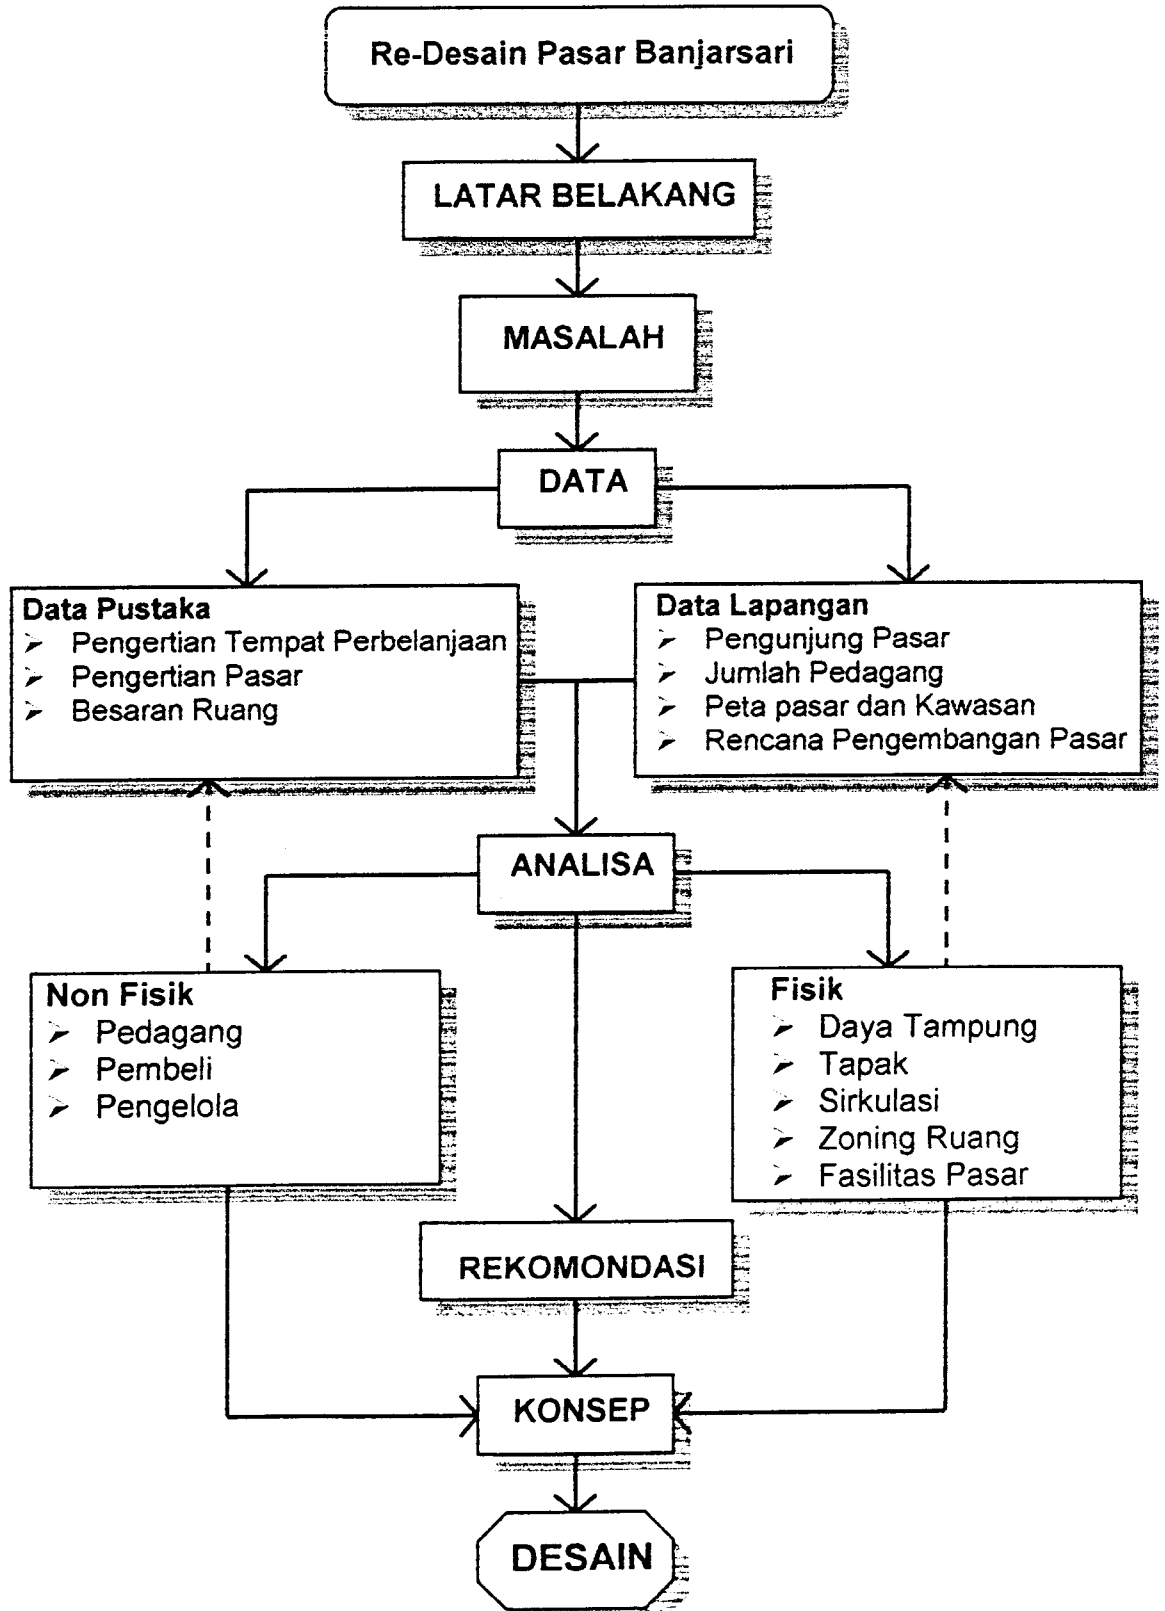 Re-Desain Pasar Banjarsari
LATAR BELAKANG
MASALAH
DATA
Data Pustaka
➢ Pengertian Tempat Perbelanjaan
➢ Pengertian Pasar
➢ Besaran Ruang
Data Lapangan
➢ Pengunjung Pasar
➢ Jumlah Pedagang
➢ Peta pasar dan Kawasan
➢ Rencana Pengembangan Pasar
ANALISA
Non Fisik
➢ Pedagang
➢ Pembeli
➢ Pengelola
Fisik
➢ Daya Tampung
➢ Tapak
➢ Sirkulasi
➢ Zoning Ruang
➢ Fasilitas Pasar
REKOMONDASI
KONSEP
DESAIN